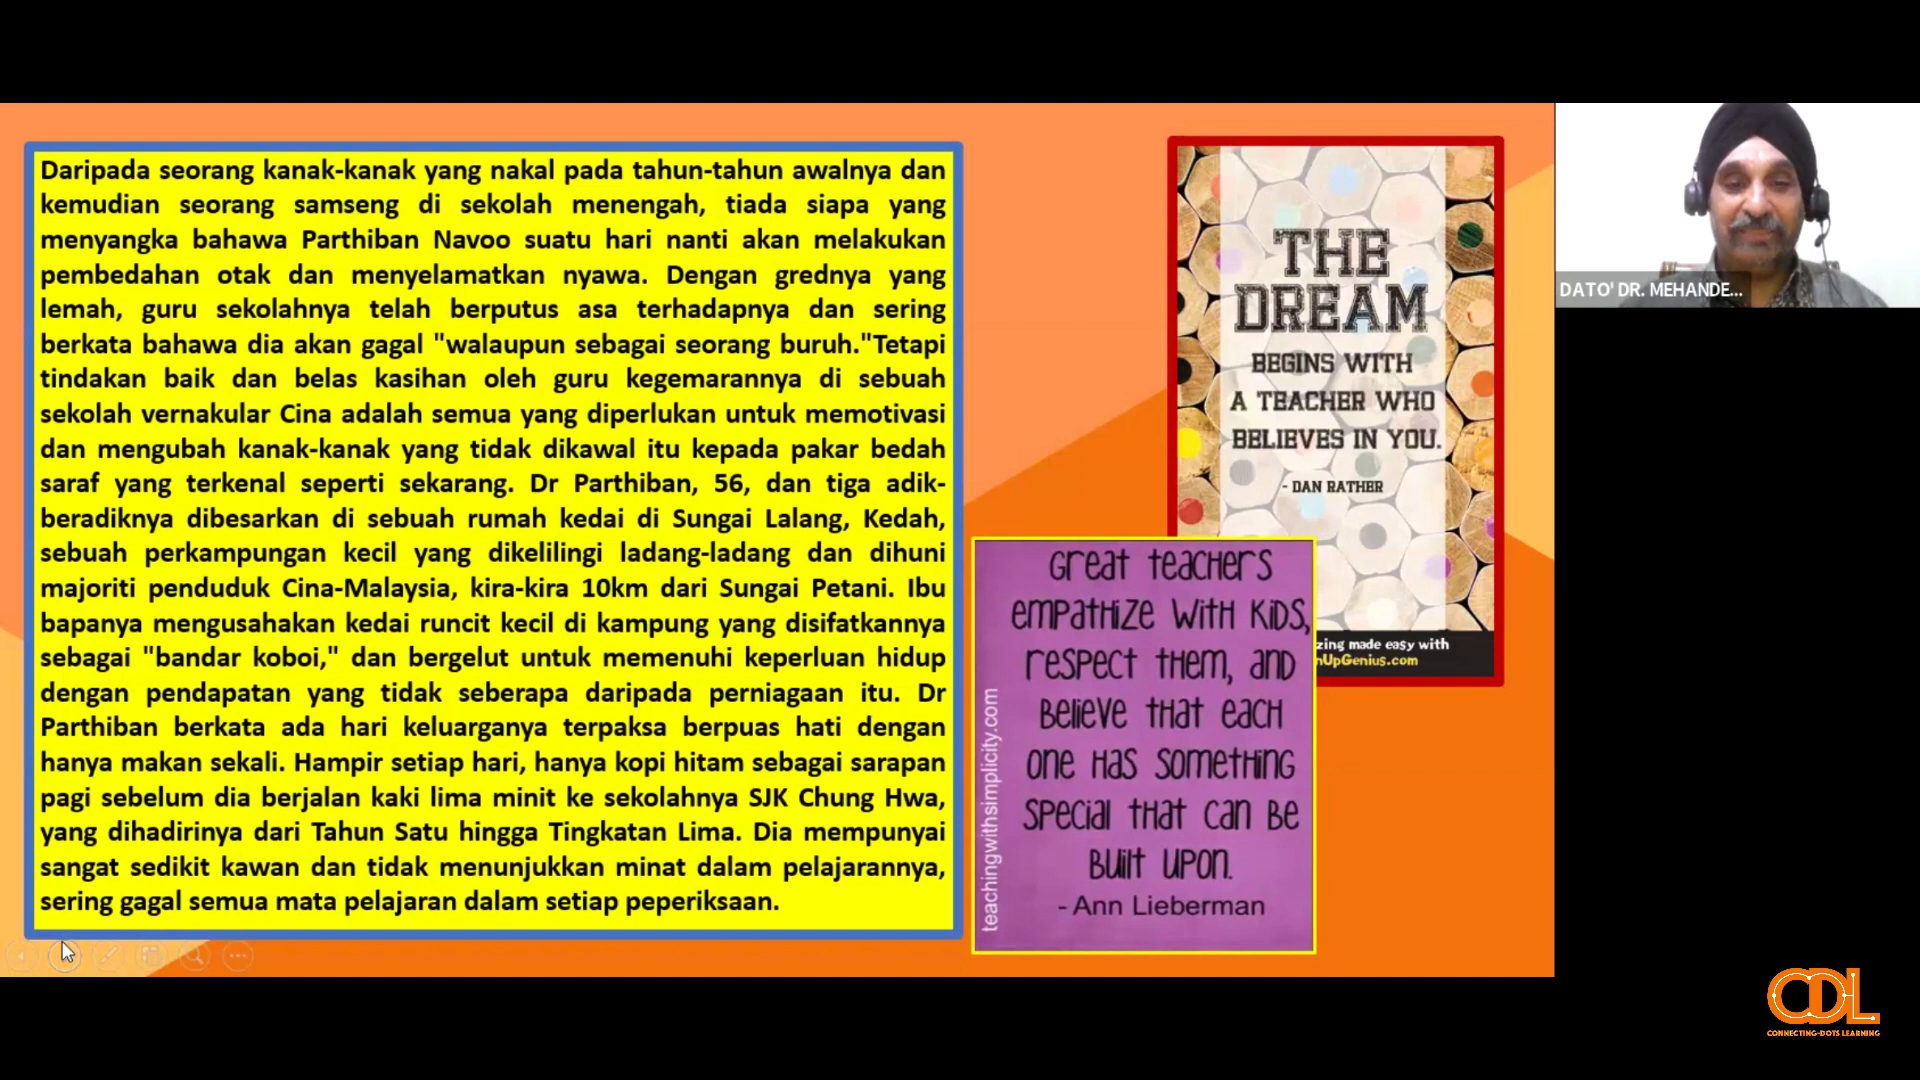 Daripada seorang kanak-kanak yang nakal pada tahun-tahun awalnya dan
kemudian seorang samseng di sekolah menengah, tiada siapa yang
menyangka bahawa Parthiban Navoo suatu hari nanti akan melakukan
pembedahan otak dan menyelamatkan nyawa. Dengan grednya yang
lemah, guru sekolahnya telah berputus asa terhadapnya dan sering
berkata bahawa dia akan gagal "walaupun sebagai seorang buruh."Tetapi
tindakan baik dan belas kasihan oleh guru kegemarannya di sebuah
sekolah vernakular Cina adalah semua yang diperlukan untuk memotivasi
dan mengubah kanak-kanak yang tidak dikawal itu kepada pakar bedah
saraf yang terkenal seperti sekarang. Dr Parthiban, 56, dan tiga adik-
beradiknya dibesarkan di sebuah rumah kedai di Sungai Lalang, Kedah,
sebuah perkampungan kecil yang dikelilingi ladang-ladang dan dihuni
majoriti penduduk Cina-Malaysia, kira-kira 10km dari Sungai Petani. Ibu
bapanya mengusahakan kedai runcit kecil di kampung yang disifatkannya
sebagai "bandar koboi," dan bergelut untuk memenuhi keperluan hidup
dengan pendapatan yang tidak seberapa daripada perniagaan itu. Dr
Parthiban berkata ada hari keluarganya terpaksa berpuas hati dengan
hanya makan sekali. Hampir setiap hari, hanya kopi hitam sebagai sarapan
pagi sebelum dia berjalan kaki lima minit ke sekolahnya SJK Chung Hwa,
yang dihadirinya dari Tahun Satu hingga Tingkatan Lima. Dia mempunyai
sangat sedikit kawan dan tidak menunjukkan minat dalam pelajarannya,
sering gagal semua mata pelajaran dalam setiap peperiksaan.
THE
DREAM
BEGINS WITH
A TEACHER WHO
BELIEVES IN YOU.
- DAN RATHER
zing made easy with
nUpGenius.com
Great teachers
empathize with kids,
respect them, and
believe that each
one has something
special that can be
built upon.
- Ann Lieberman
teachingwithsimplicity.com
DATO' DR. MEHANDE...
CDL
CONNECTING-DOTS LEARNING